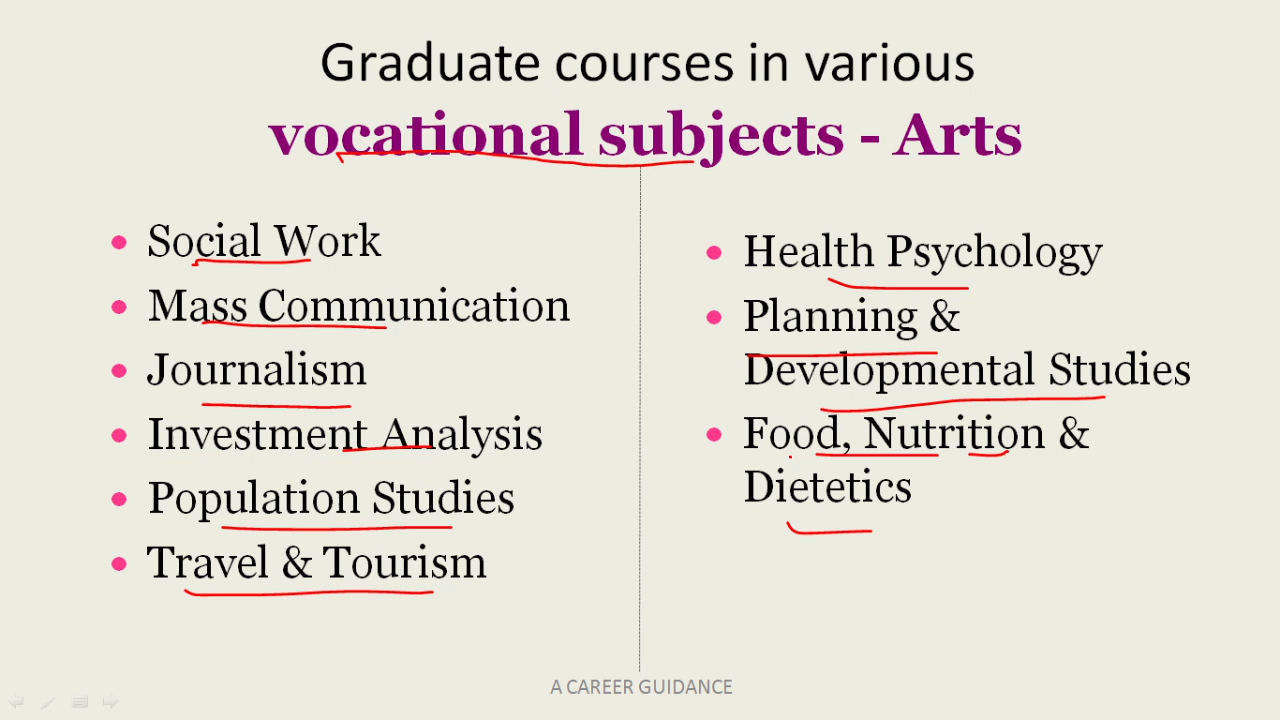 Graduate courses in various
vocational subjects - Arts
• Social Work
• Mass Communication
• Journalism
• Investment Analysis
• Population Studies
• Travel & Tourism
• Health Psychology
• Planning &
Developmental Studies
• Food, Nutrition &
Dietetics
A CAREER GUIDANCE